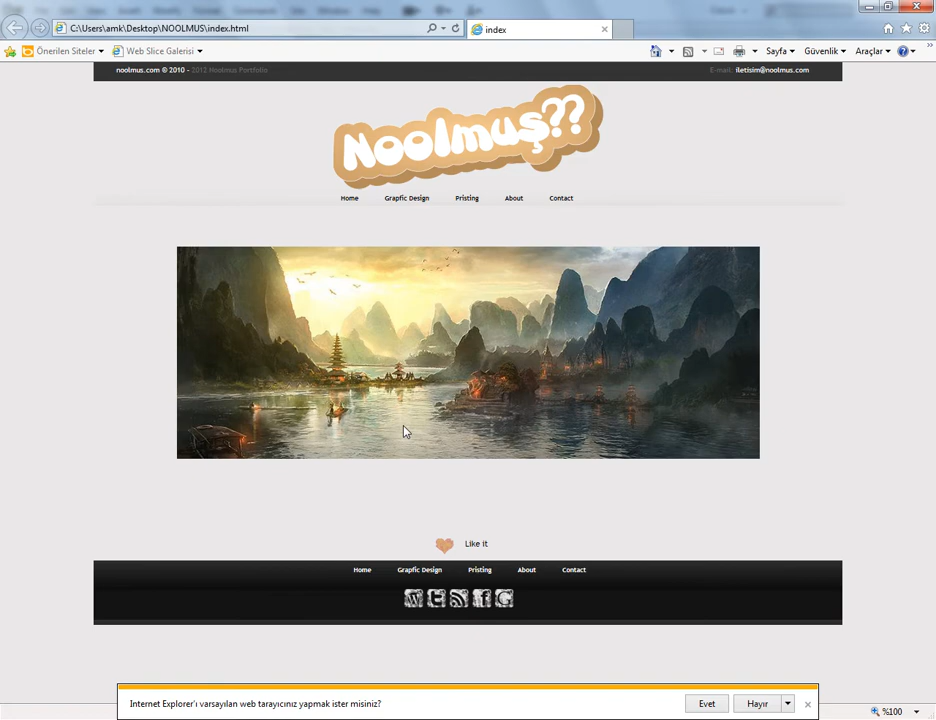 C:\Users\amk\Desktop\NOOLMUS\index.html
index
Önerilen Siteler
Web Slice Galerisi
Sayfa
Güvenlik
Araçlar
noolmus.com © 2010 - 2012 Noolmus Portfolio
E-mail: iletisim@noolmus.com
Noolmuş??
Home
Grapfic Design
Pristing
About
Contact
Like it
Home
Grapfic Design
Pristing
About
Contact
Internet Explorer'ı varsayılan web tarayıcınız yapmak ister misiniz?
Evet
Hayır
%100